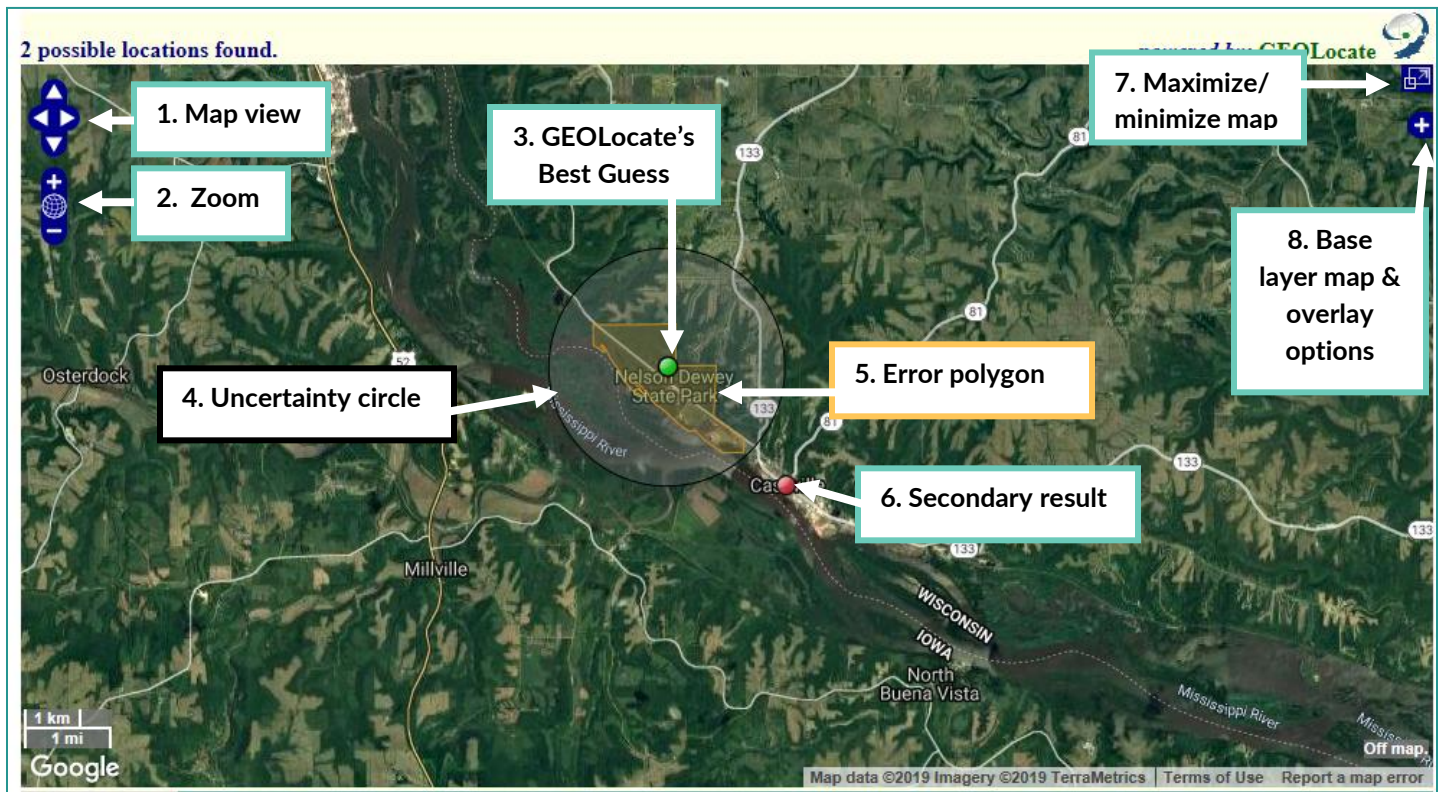 2 possible locations found.
powered by GEOLocate
1. Map view
2. Zoom
3. GEOLocate's
Best Guess
7. Maximize/
minimize map
8. Base
layer map &
overlay
options
133
81
81
52
Osterdock
4. Uncertainty circle
Nelson Dewey
State Park
5. Error polygon
133
81
Mississippi River
133
6. Secondary result
133
133
Millville
WISCONSIN
IOWA
North
Buena Vista
Mississippi River
1 km
1 mi
Off map.
Google
Map data ©2019 Imagery ©2019 TerraMetrics
Terms of Use
Report a map error